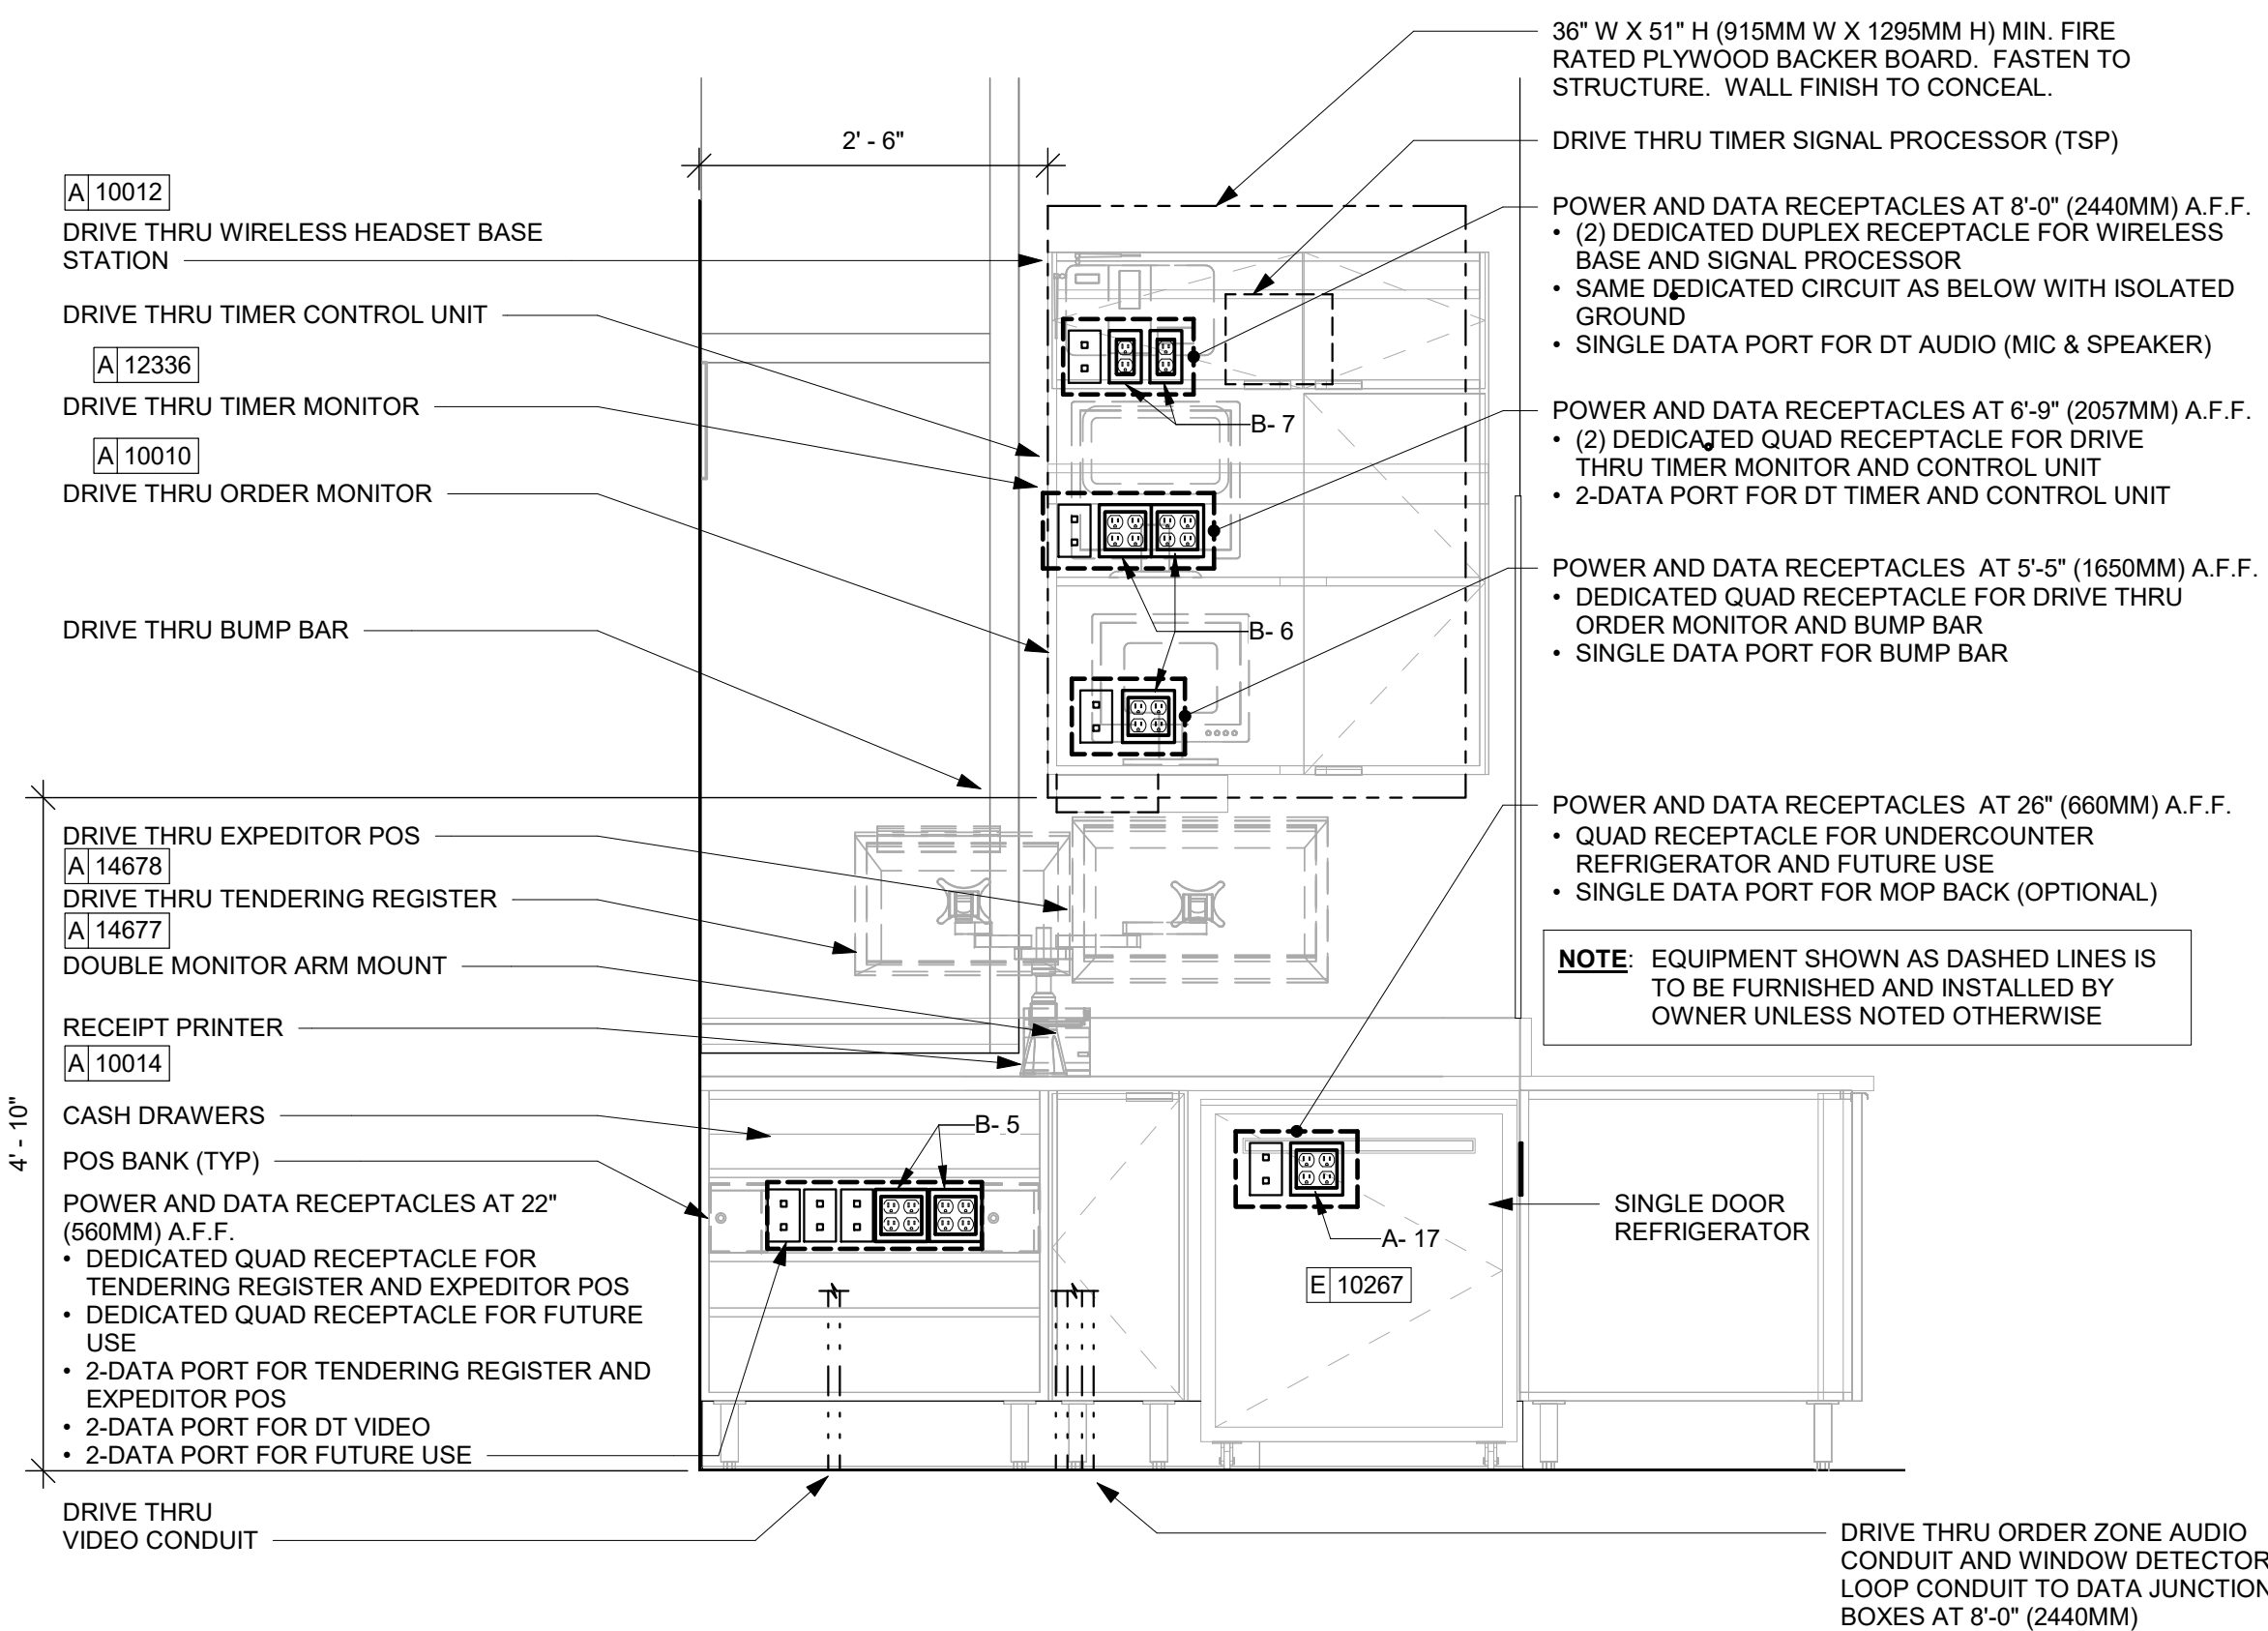 36" W X 51" H (915MM W X 1295MM H) MIN. FIRE
RATED PLYWOOD BACKER BOARD. FASTEN TO
STRUCTURE. WALL FINISH TO CONCEAL.
2' - 6"
DRIVE THRU TIMER SIGNAL PROCESSOR (TSP)
A 10012
DRIVE THRU WIRELESS HEADSET BASE
STATION
DRIVE THRU TIMER CONTROL UNIT
A 12336
DRIVE THRU TIMER MONITOR
A 10010
DRIVE THRU ORDER MONITOR
DRIVE THRU BUMP BAR
POWER AND DATA RECEPTACLES AT 8'-0" (2440MM) A.F.F.
• (2) DEDICATED DUPLEX RECEPTACLE FOR WIRELESS
BASE AND SIGNAL PROCESSOR
• SAME DEDICATED CIRCUIT AS BELOW WITH ISOLATED
GROUND
• SINGLE DATA PORT FOR DT AUDIO (MIC & SPEAKER)
B- 7
POWER AND DATA RECEPTACLES AT 6'-9" (2057MM) A.F.F.
• (2) DEDICATED QUAD RECEPTACLE FOR DRIVE
THRU TIMER MONITOR AND CONTROL UNIT
• 2-DATA PORT FOR DT TIMER AND CONTROL UNIT
B- 6
POWER AND DATA RECEPTACLES AT 5'-5" (1650MM) A.F.F.
• DEDICATED QUAD RECEPTACLE FOR DRIVE THRU
ORDER MONITOR AND BUMP BAR
• SINGLE DATA PORT FOR BUMP BAR
POWER AND DATA RECEPTACLES AT 26" (660MM) A.F.F.
• QUAD RECEPTACLE FOR UNDERCOUNTER
REFRIGERATOR AND FUTURE USE
• SINGLE DATA PORT FOR MOP BACK (OPTIONAL)
NOTE: EQUIPMENT SHOWN AS DASHED LINES IS
TO BE FURNISHED AND INSTALLED BY
OWNER UNLESS NOTED OTHERWISE
DRIVE THRU EXPEDITOR POS
A 14678
DRIVE THRU TENDERING REGISTER
A 14677
DOUBLE MONITOR ARM MOUNT
RECEIPT PRINTER
A 10014
CASH DRAWERS
POS BANK (TYP)
POWER AND DATA RECEPTACLES AT 22"
(560MM) A.F.F.
• DEDICATED QUAD RECEPTACLE FOR
TENDERING REGISTER AND EXPEDITOR POS
• DEDICATED QUAD RECEPTACLE FOR FUTURE
USE
• 2-DATA PORT FOR TENDERING REGISTER AND
EXPEDITOR POS
• 2-DATA PORT FOR DT VIDEO
• 2-DATA PORT FOR FUTURE USE
4' - 10"
B- 5
A- 17
E 10267
SINGLE DOOR
REFRIGERATOR
DRIVE THRU
VIDEO CONDUIT
DRIVE THRU ORDER ZONE AUDIO
CONDUIT AND WINDOW DETECTOR
LOOP CONDUIT TO DATA JUNCTION
BOXES AT 8'-0" (2440MM)